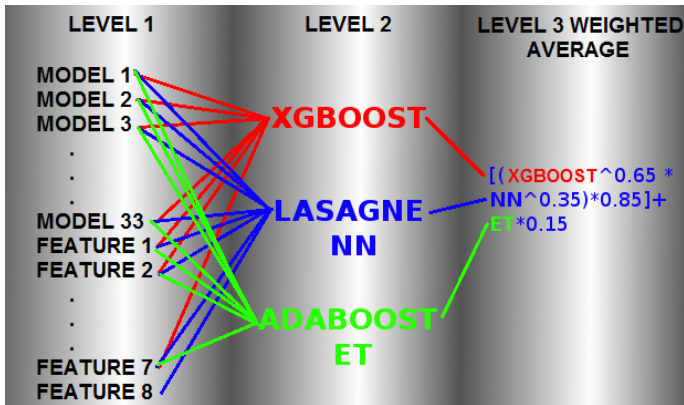 LEVEL 1
LEVEL 2
LEVEL 3 WEIGHTED
AVERAGE
MODEL 1
MODEL 2
MODEL 3
.
.
.
MODEL 33
FEATURE 1
FEATURE 2
.
.
.
FEATURE 7
FEATURE 8
XGBOOST
LASAGNE
NN
ADABOOST
ET
[(XGBOOST^0.65 *
NN^0.35)*0.85]+
ET*0.15